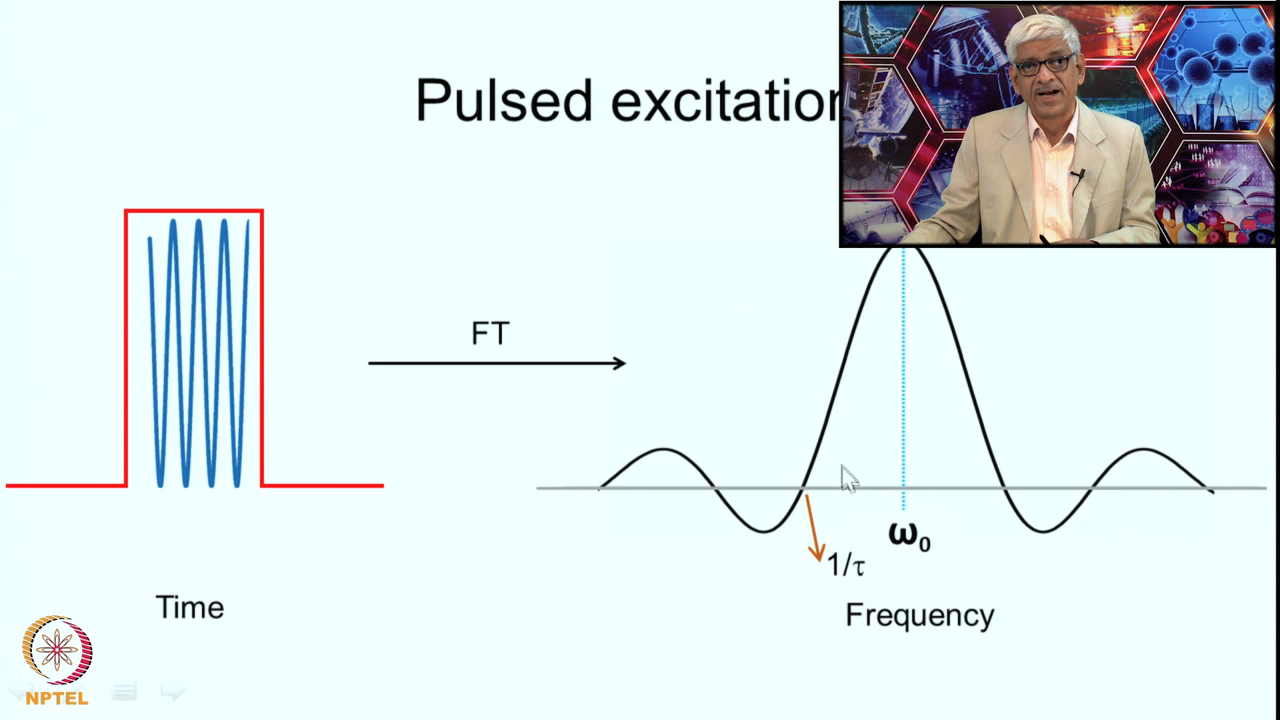 Pulsed excitation
FT
ω₀
1/τ
Time
Frequency
NPTEL